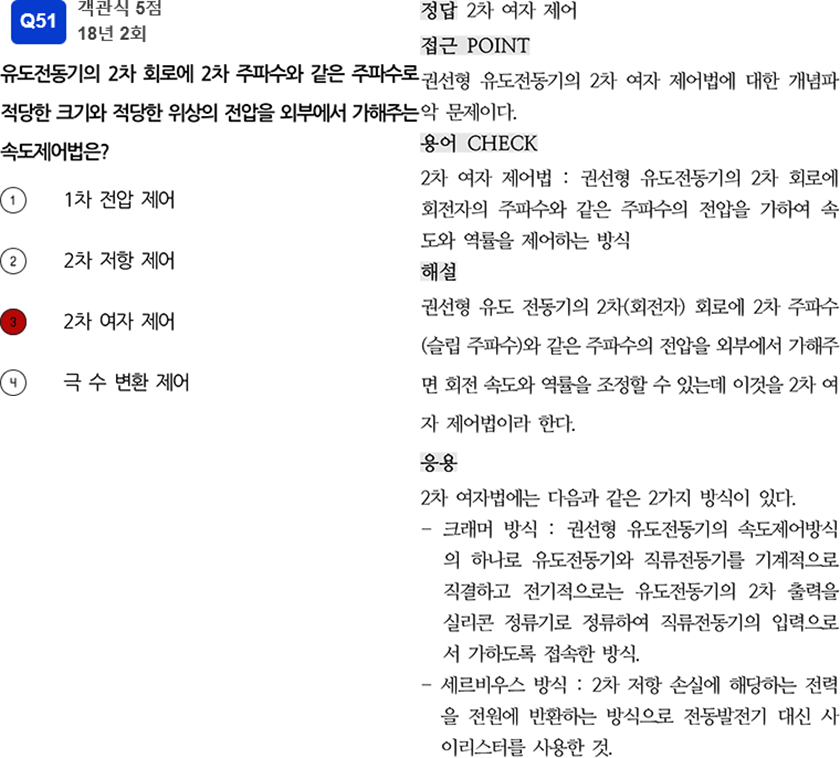 Q51
객관식 5점
18년 2회
유도전동기의 2차 회로에 2차 주파수와 같은 주파수로
적당한 크기와 적당한 위상의 전압을 외부에서 가해주는
속도제어법은?
1 1차 전압 제어
2 2차 저항 제어
3 2차 여자 제어
4 극 수 변환 제어
정답 2차 여자 제어
접근 POINT
권선형 유도전동기의 2차 여자 제어법에 대한 개념파
악 문제이다.
용어 CHECK
2차 여자 제어법 : 권선형 유도전동기의 2차 회로에
회전자의 주파수와 같은 주파수의 전압을 가하여 속
도와 역률을 제어하는 방식
해설
권선형 유도 전동기의 2차(회전자) 회로에 2차 주파수
(슬립 주파수)와 같은 주파수의 전압을 외부에서 가해주
면 회전 속도와 역률을 조정할 수 있는데 이것을 2차 여
자 제어법이라 한다.
응용
2차 여자법에는 다음과 같은 2가지 방식이 있다.
- 크래머 방식 : 권선형 유도전동기의 속도제어방식
의 하나로 유도전동기와 직류전동기를 기계적으로
직결하고 전기적으로는 유도전동기의 2차 출력을
실리콘 정류기로 정류하여 직류전동기의 입력으로
서 가하도록 접속한 방식.
- 세르비우스 방식 : 2차 저항 손실에 해당하는 전력
을 전원에 반환하는 방식으로 전동발전기 대신 사
이리스터를 사용한 것.